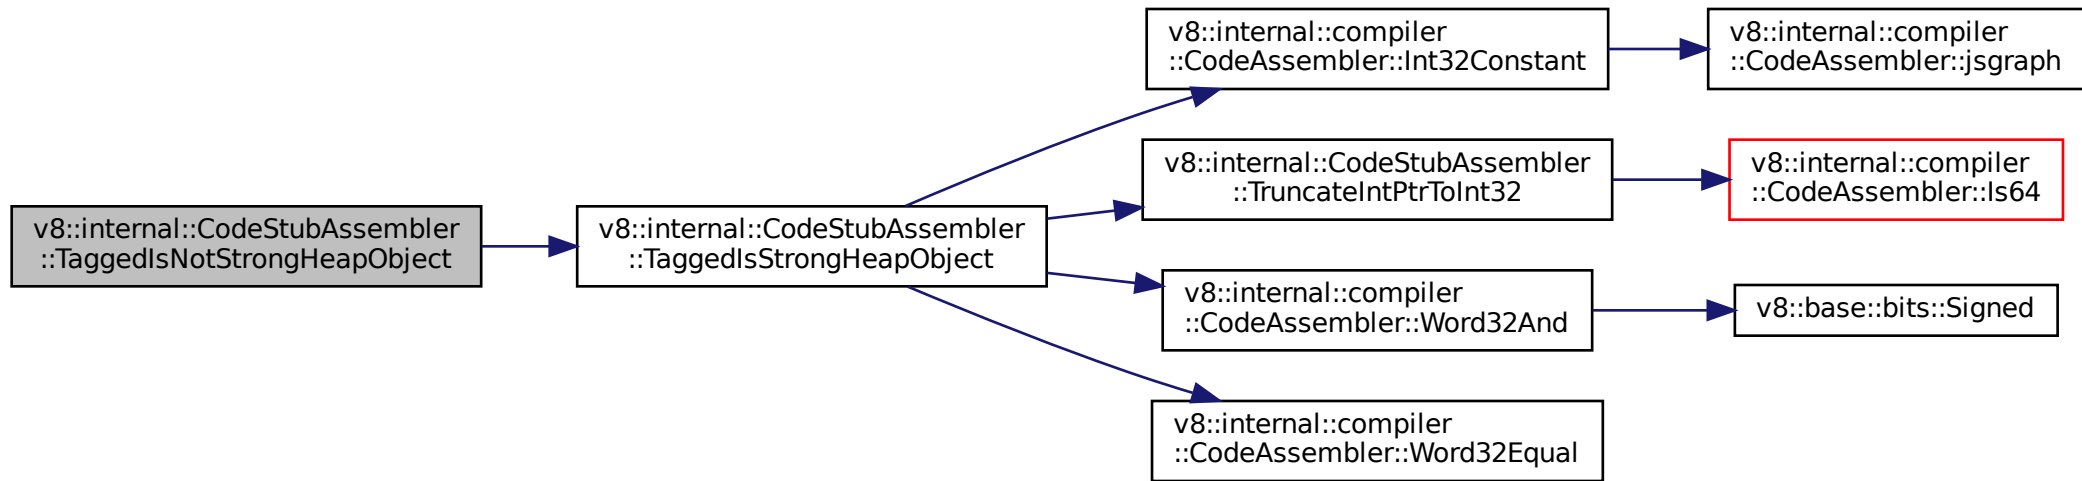 v8::internal::CodeStubAssembler
::TaggedIsNotStrongHeapObject
v8::internal::CodeStubAssembler
::TaggedIsStrongHeapObject
v8::internal::compiler
::CodeAssembler::Int32Constant
v8::internal::compiler
::CodeAssembler::jsgraph
v8::internal::CodeStubAssembler
::TruncateIntPtrToInt32
v8::internal::compiler
::CodeAssembler::Is64
v8::internal::compiler
::CodeAssembler::Word32And
v8::base::bits::Signed
v8::internal::compiler
::CodeAssembler::Word32Equal